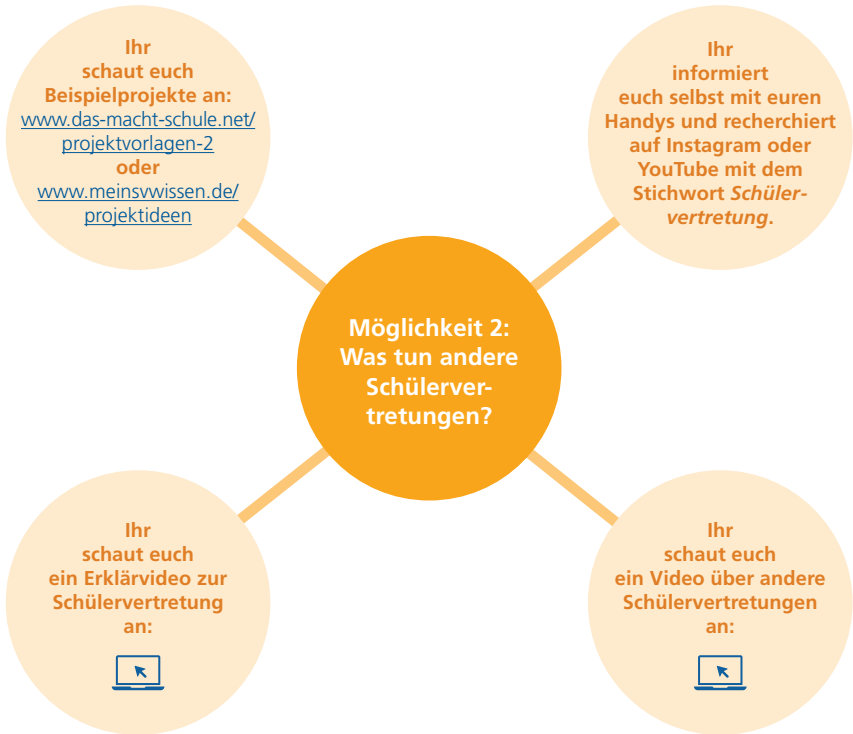 Ihr
schaut euch
Beispielprojekte an:
www.das-macht-schule.net/
projektvorlagen-2
oder
www.meinsvwissen.de/
projektideen
Ihr
informiert
euch selbst mit euren
Handys und recherchiert
auf Instagram oder
YouTube mit dem
Stichwort Schüler-
vertretung.
Möglichkeit 2:
Was tun andere
Schülerver-
tretungen?
Ihr
schaut euch
ein Erklärvideo zur
Schülervertretung
an:
Ihr
schaut euch
ein Video über andere
Schülervertretungen
an: